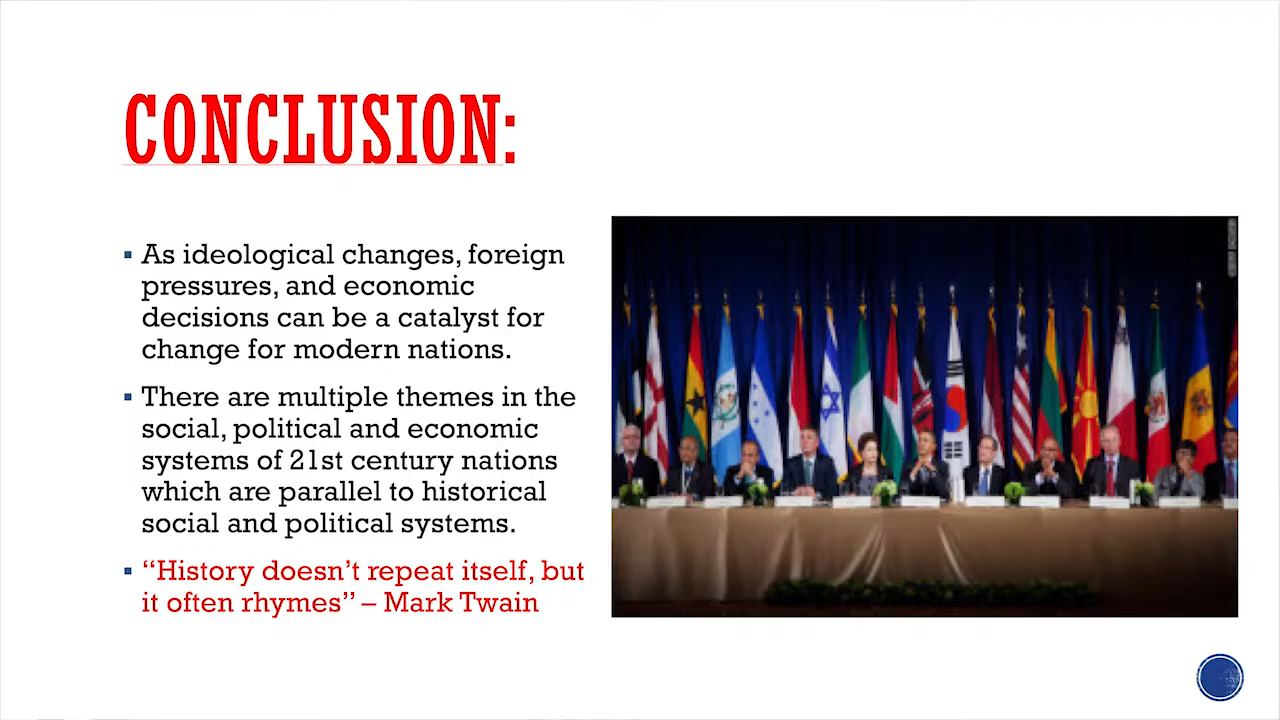 CONCLUSION:
▪ As ideological changes, foreign
pressures, and economic
decisions can be a catalyst for
change for modern nations.
▪ There are multiple themes in the
social, political and economic
systems of 21st century nations
which are parallel to historical
social and political systems.
▪ “History doesn’t repeat itself, but
it often rhymes” – Mark Twain